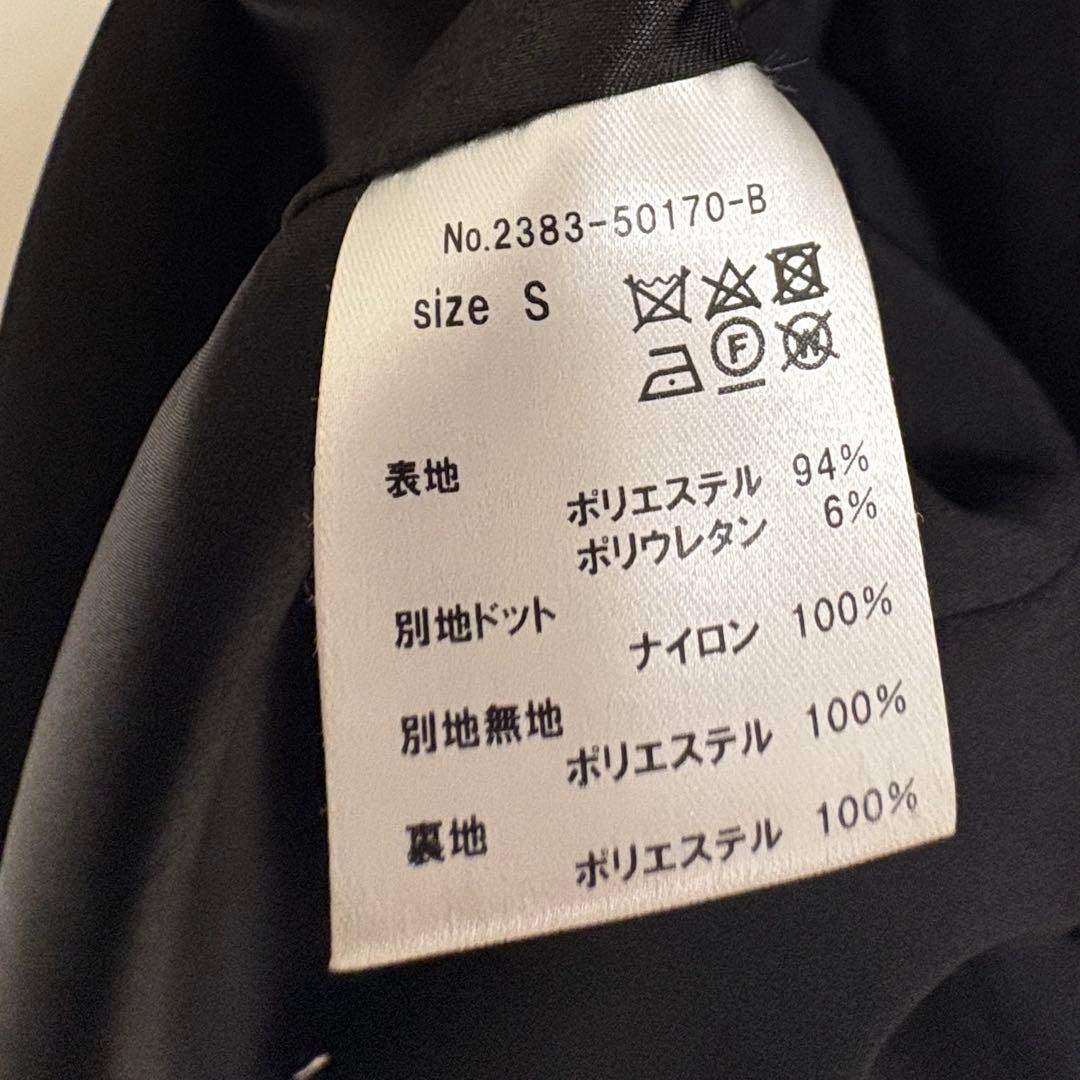 No.2383-50170-B
size S
F
W
表地
ポリエステル 94%
ポリウレタン 6%
別地ドット
ナイロン 100%
別地無地
ポリエステル 100%
裏地
ポリエステル 100%